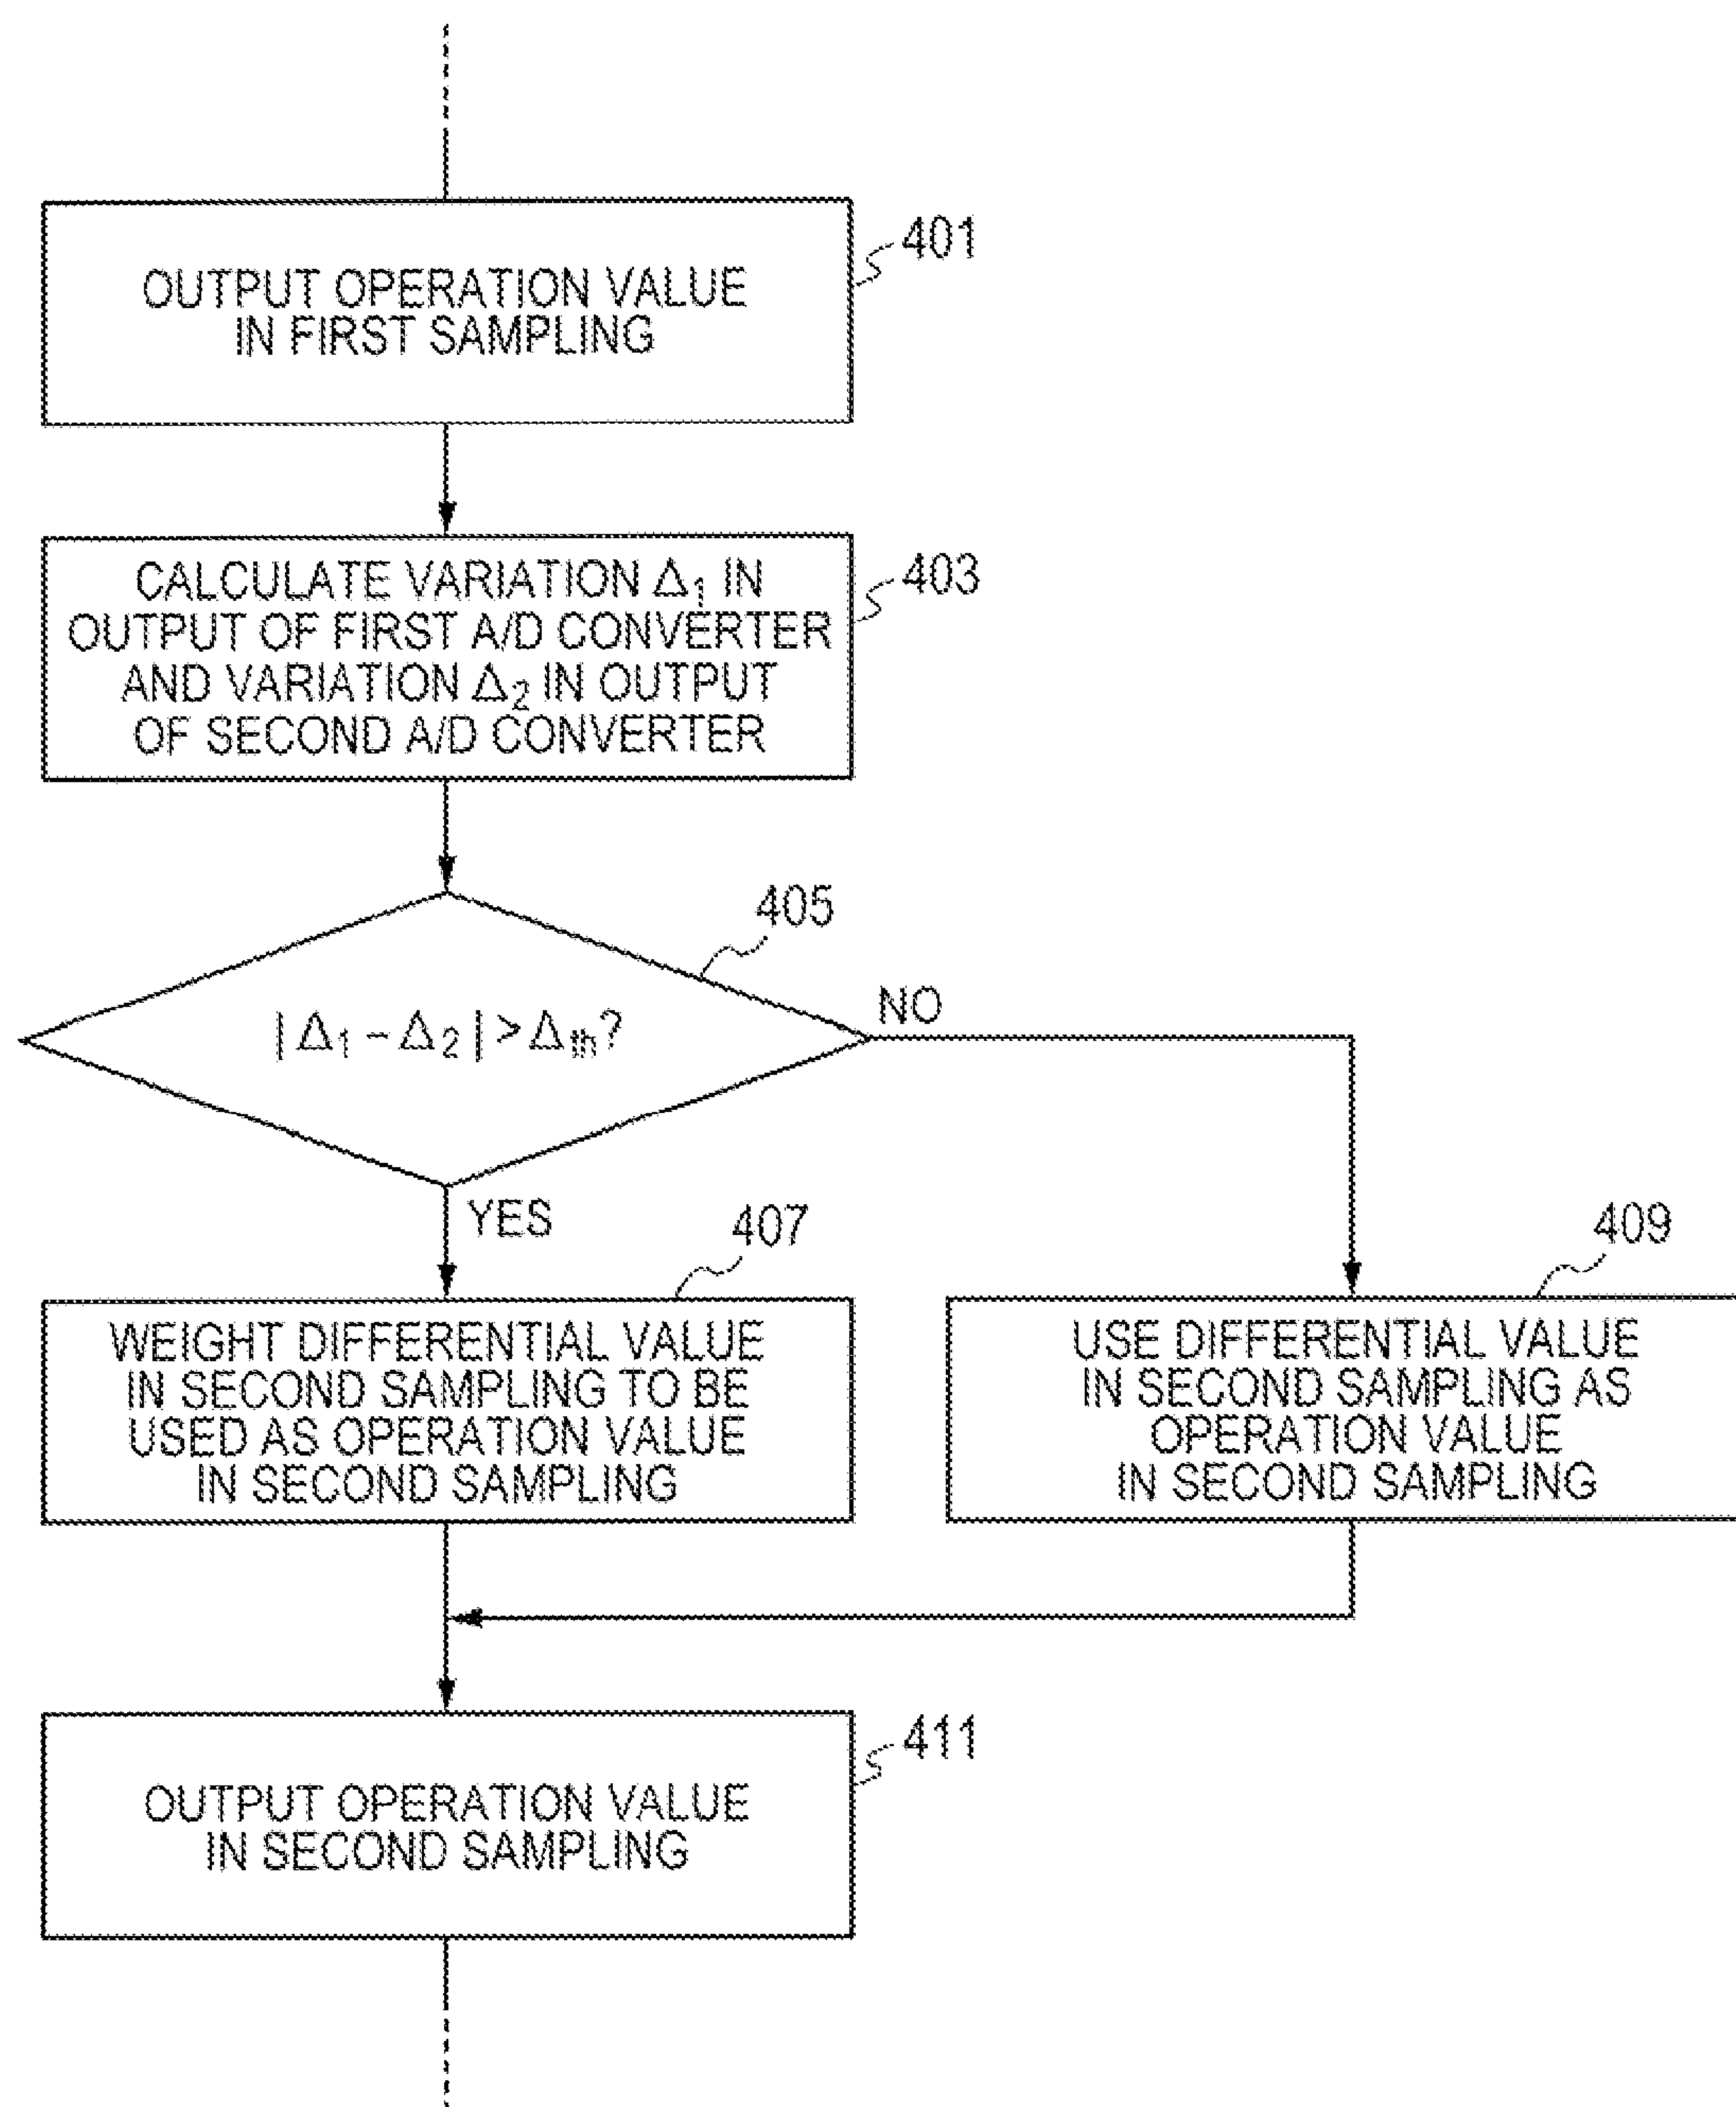 OUTPUT OPERATION VALUE
IN FIRST SAMPLING
401
CALCULATE VARIATION Δ1 IN
OUTPUT OF FIRST A/D CONVERTER
AND VARIATION Δ2 IN OUTPUT
OF SECOND A/D CONVERTER
403
405
| Δ1 – Δ2 | > Δth?
NO
YES
407
WEIGHT DIFFERENTIAL VALUE
IN SECOND SAMPLING TO BE
USED AS OPERATION VALUE
IN SECOND SAMPLING
409
USE DIFFERENTIAL VALUE
IN SECOND SAMPLING AS
OPERATION VALUE
IN SECOND SAMPLING
411
OUTPUT OPERATION VALUE
IN SECOND SAMPLING